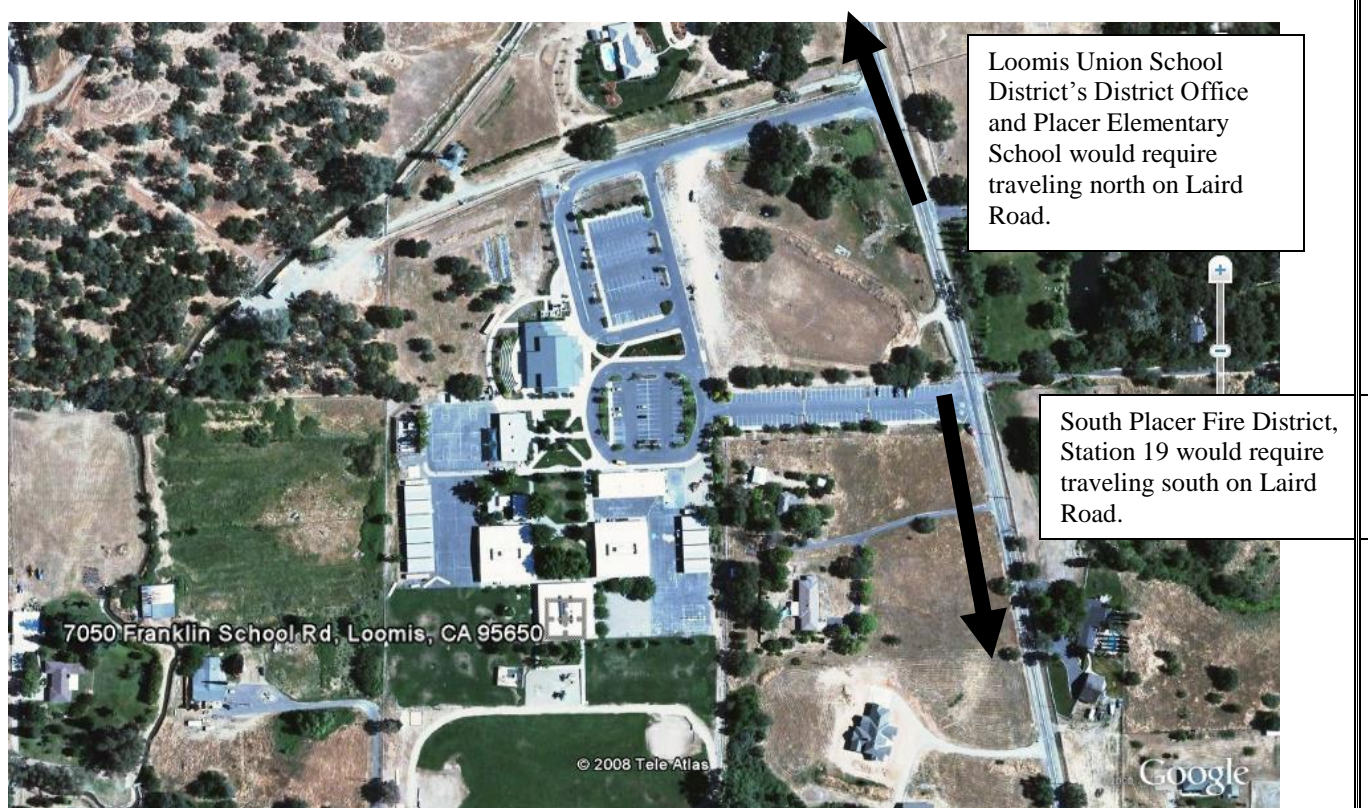 Loomis Union School
District’s District Office
and Placer Elementary
School would require
traveling north on Laird
Road.
South Placer Fire District,
Station 19 would require
traveling south on Laird
Road.
7050 Franklin School Rd, Loomis, CA 95650
© 2008 Tele Atlas
Google